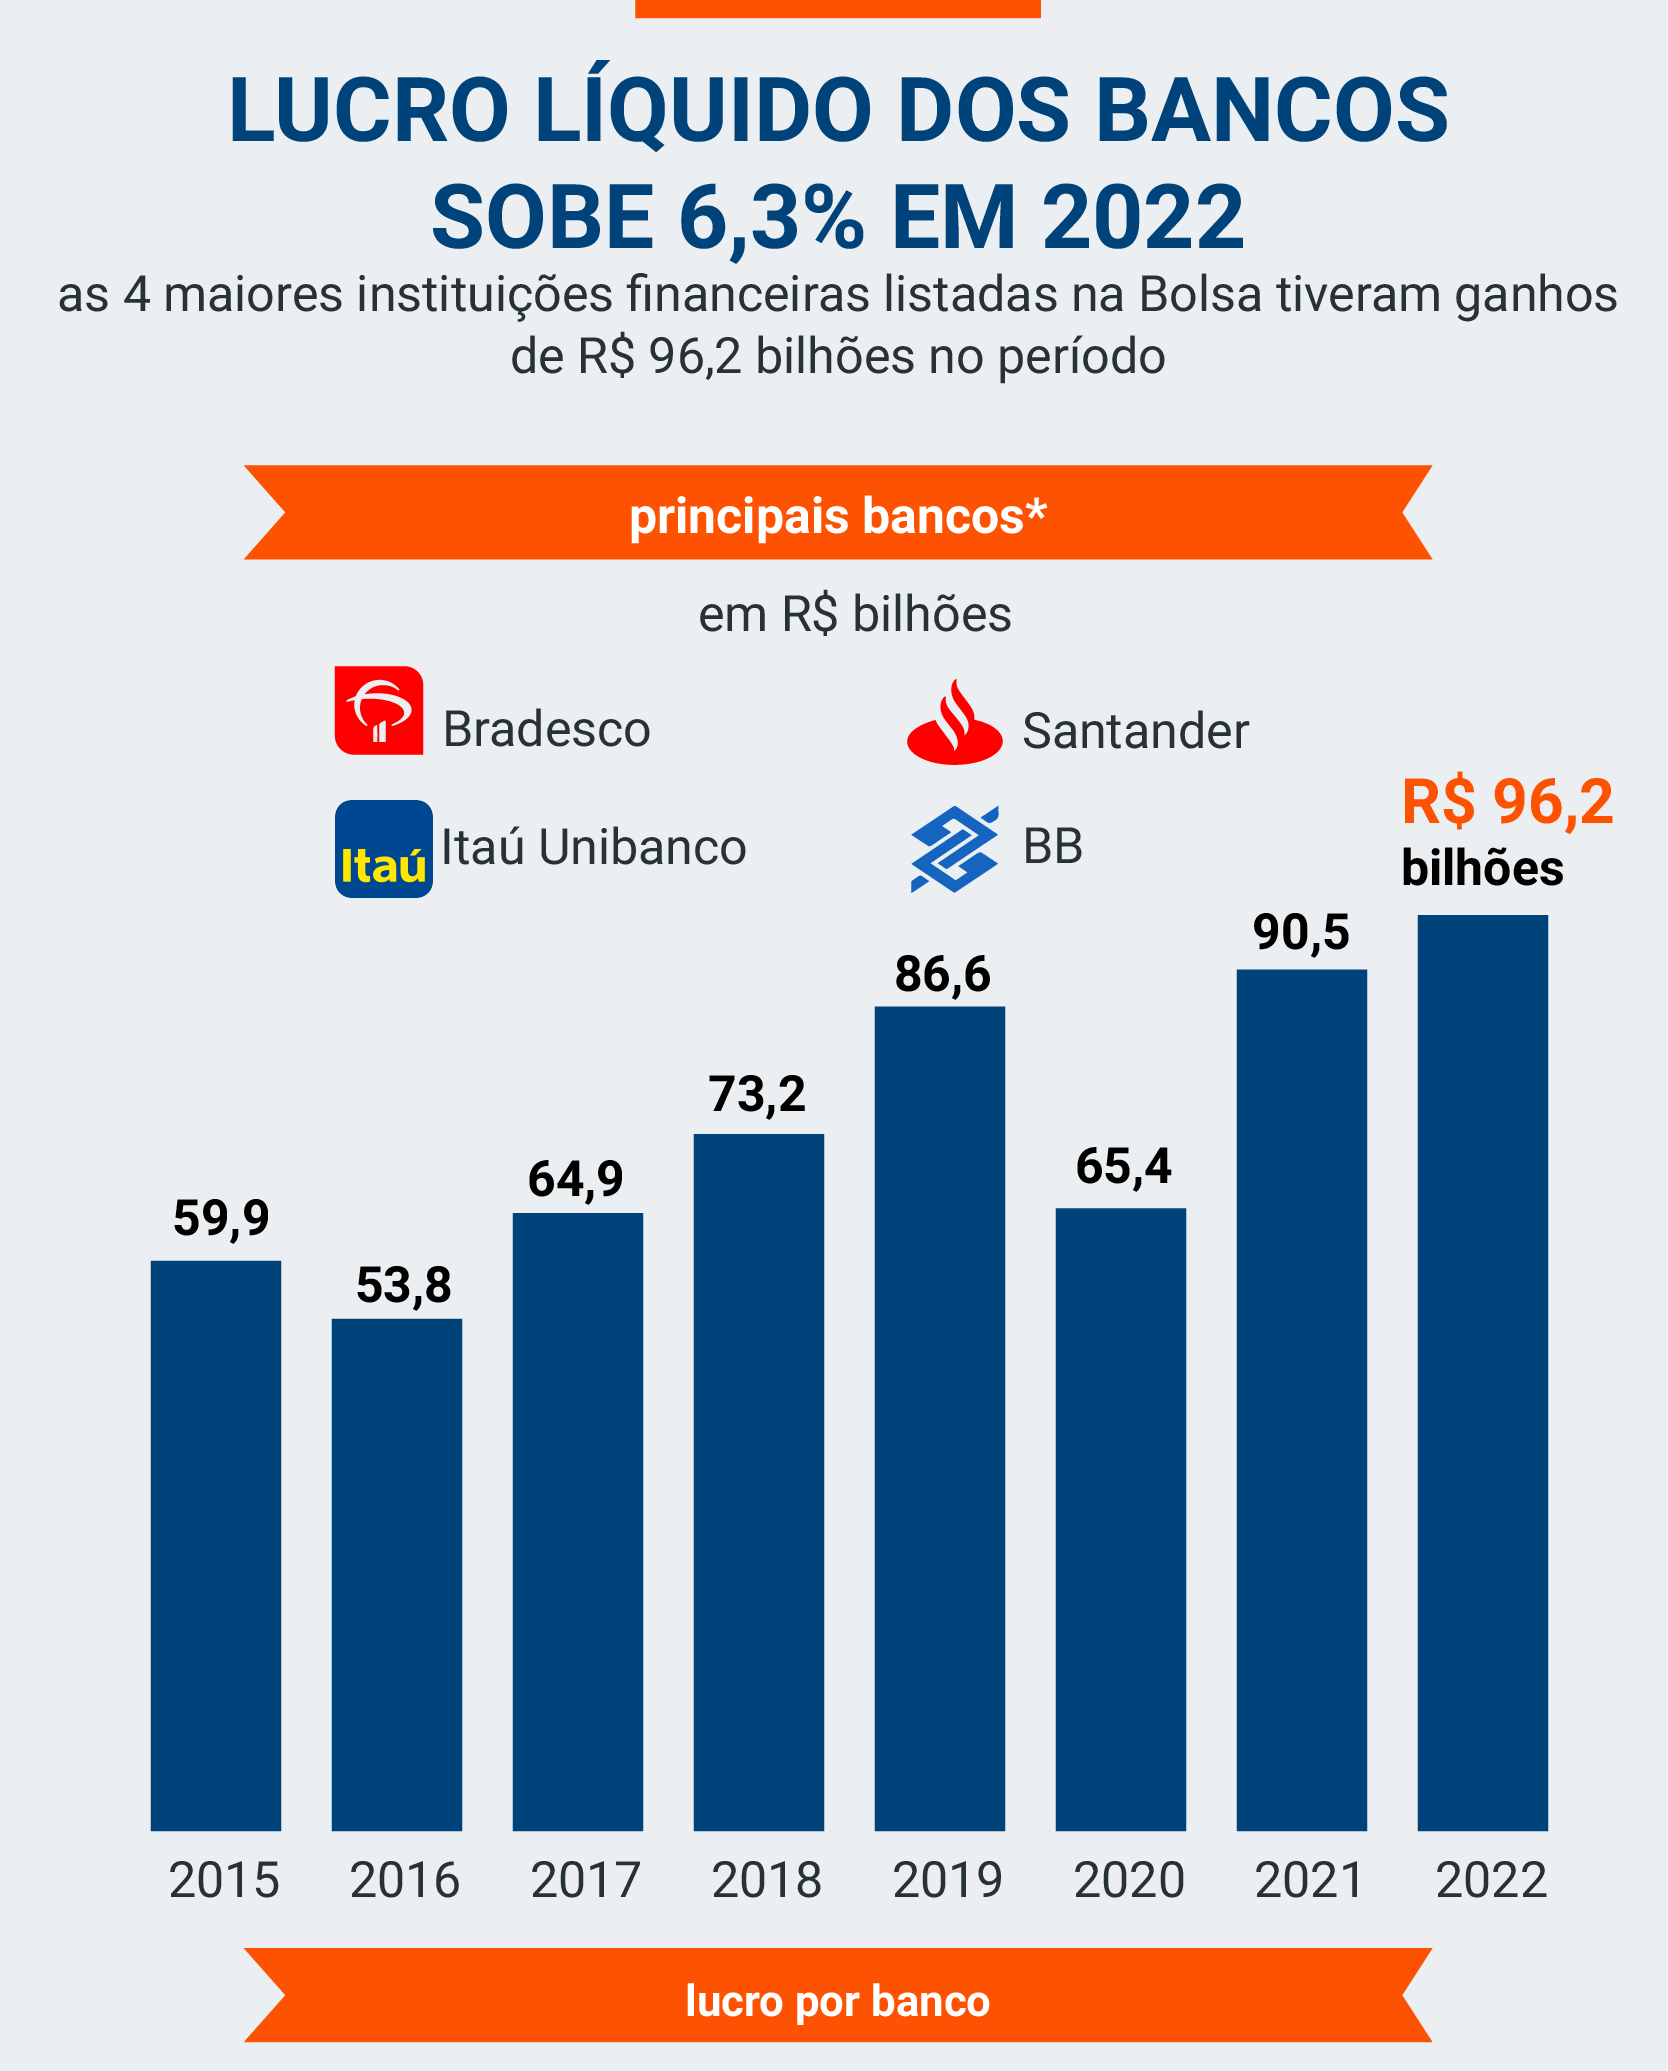 LUCRO LÍQUIDO DOS BANCOS
SOBE 6,3% EM 2022
as 4 maiores instituições financeiras listadas na Bolsa tiveram ganhos
de R$ 96,2 bilhões no período
principais bancos*
em R$ bilhões
Bradesco
Santander
Itaú
Itaú Unibanco
BB
R$ 96,2
bilhões
90,5
86,6
73,2
65,4
64,9
59,9
53,8
2015 2016 2017 2018 2019 2020 2021 2022
lucro por banco